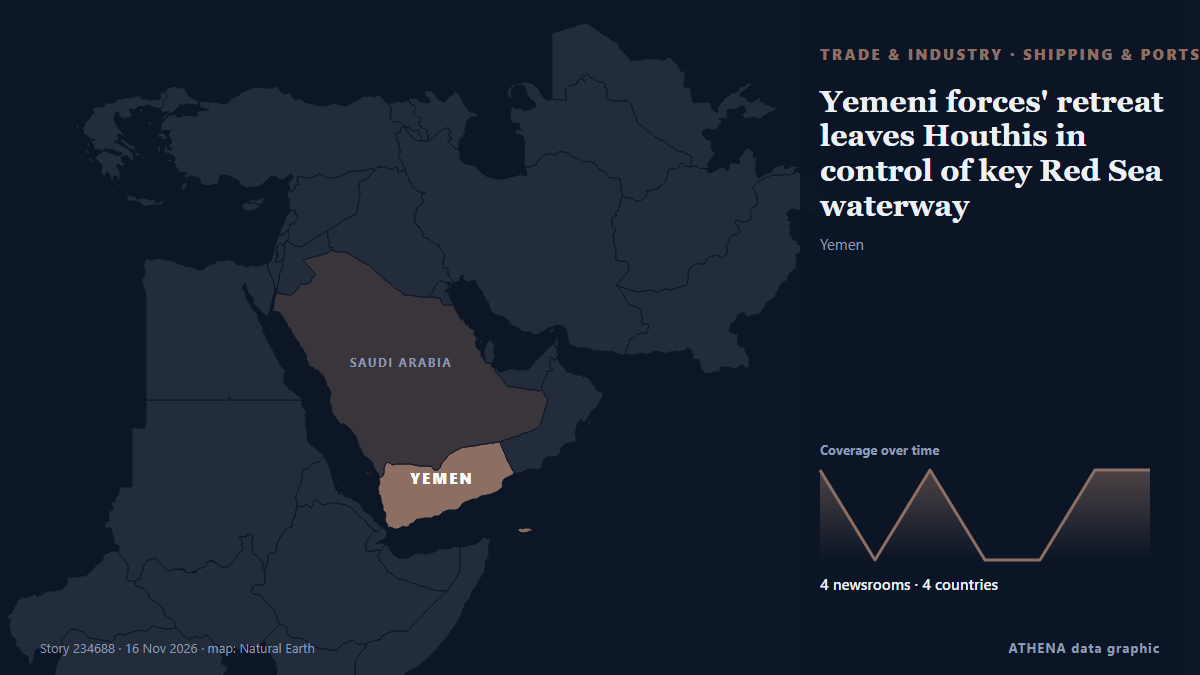 TRADE & INDUSTRY · SHIPPING & PORTS
Yemeni forces' retreat
leaves Houthis in
control of key Red Sea
waterway
Yemen
SAUDI ARABIA
YEMEN
Coverage over time
4 newsrooms · 4 countries
Story 234688 · 16 Nov 2026 · map: Natural Earth
ATHENA data graphic